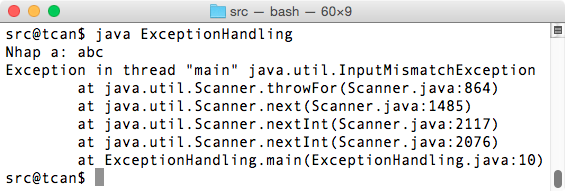 src — bash — 60×9
src@tcan$ java ExceptionHandling
Nhap a: abc
Exception in thread "main" java.util.InputMismatchException
        at java.util.Scanner.throwFor(Scanner.java:864)
        at java.util.Scanner.next(Scanner.java:1485)
        at java.util.Scanner.nextInt(Scanner.java:2117)
        at java.util.Scanner.nextInt(Scanner.java:2076)
        at ExceptionHandling.main(ExceptionHandling.java:10)
src@tcan$